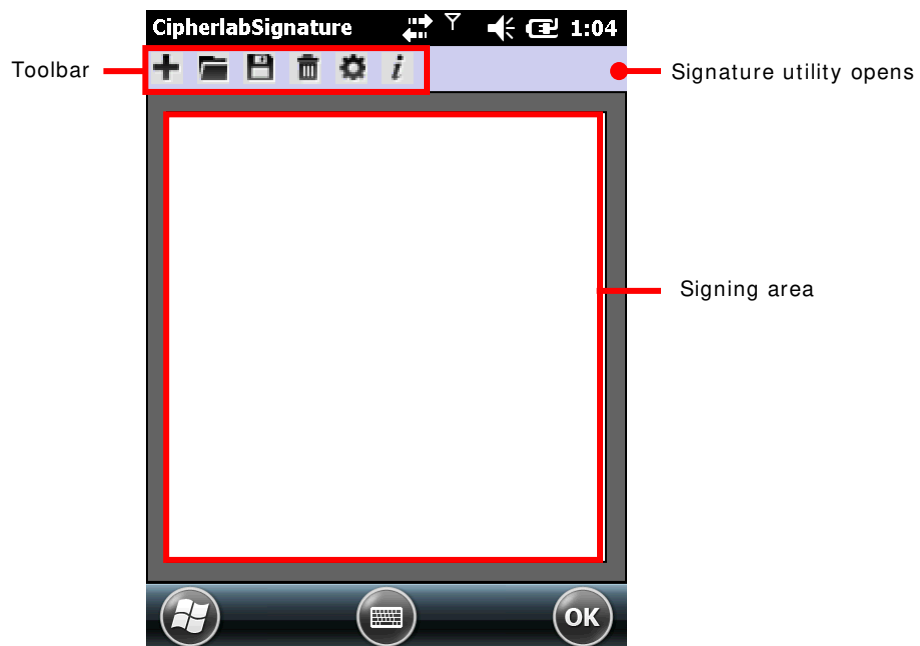 CipherlabSignature 1:04
Toolbar
i
Signature utility opens
Signing area
OK